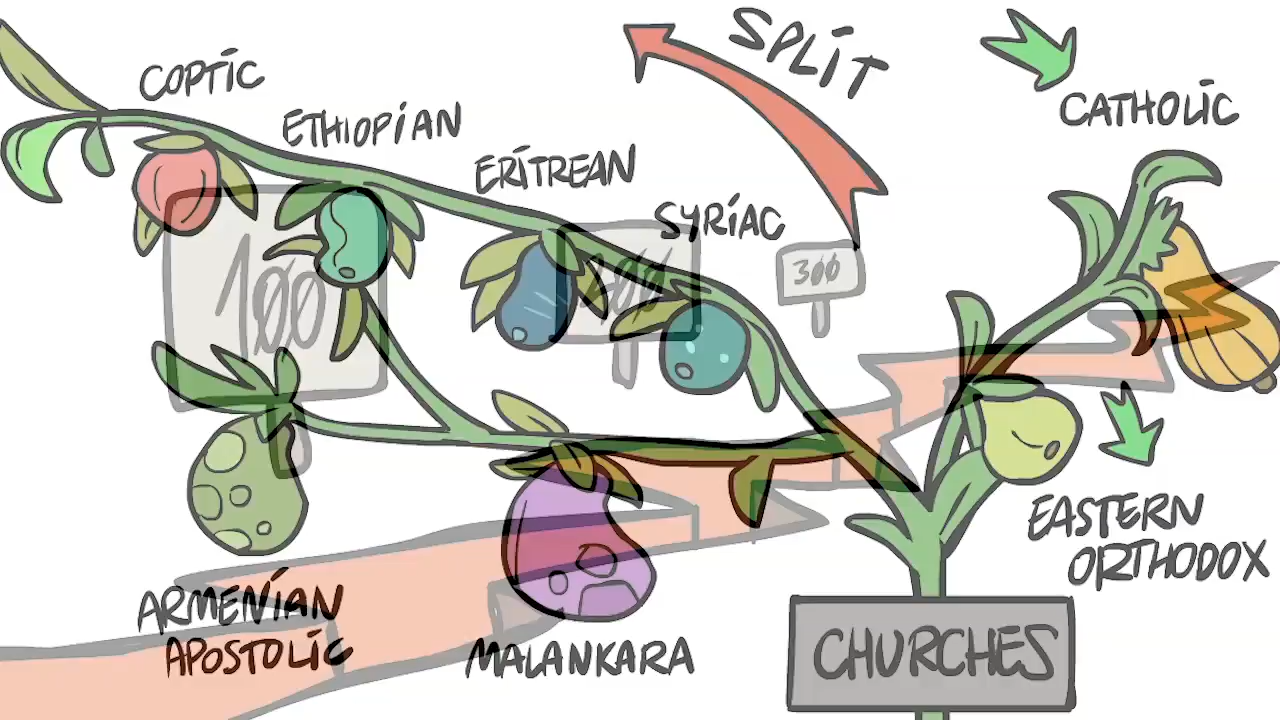 SPLIT
COPTIC
CATHOLIC
ETHIOPIAN
ERITREAN
SYRIAC
300
100
EASTERN
ORTHODOX
ARMENIAN
APOSTOLIC
MALANKARA
CHURCHES